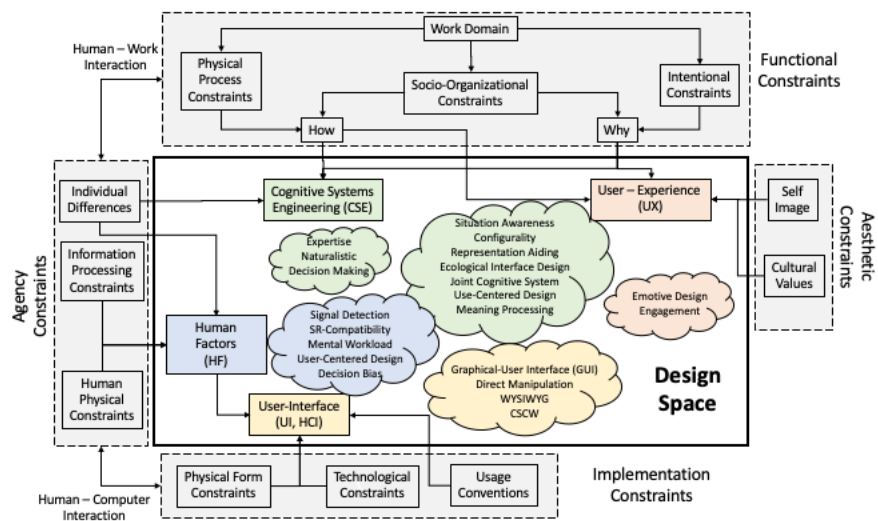 Human – Work
Interaction
Work Domain
Physical
Process
Constraints
Socio-Organizational
Constraints
Intentional
Constraints
Functional
Constraints
How
Why
Individual
Differences
Cognitive Systems
Engineering (CSE)
User – Experience
(UX)
Self
Image
Information
Processing
Constraints
Expertise
Naturalistic
Decision Making
Situation Awareness
Configurality
Representation Aiding
Ecological Interface Design
Joint Cognitive System
Use-Centered Design
Meaning Processing
Cultural
Values
Aesthetic
Constraints
Agency
Constraints
Emotive Design
Engagement
Human
Factors
(HF)
Signal Detection
SR-Compatibility
Mental Workload
User-Centered Design
Decision Bias
Human
Physical
Constraints
Graphical-User Interface (GUI)
Direct Manipulation
WYSIWYG
CSCW
Design
Space
User-Interface
(UI, HCI)
Human – Computer
Interaction
Physical Form
Constraints
Technological
Constraints
Usage
Conventions
Implementation
Constraints